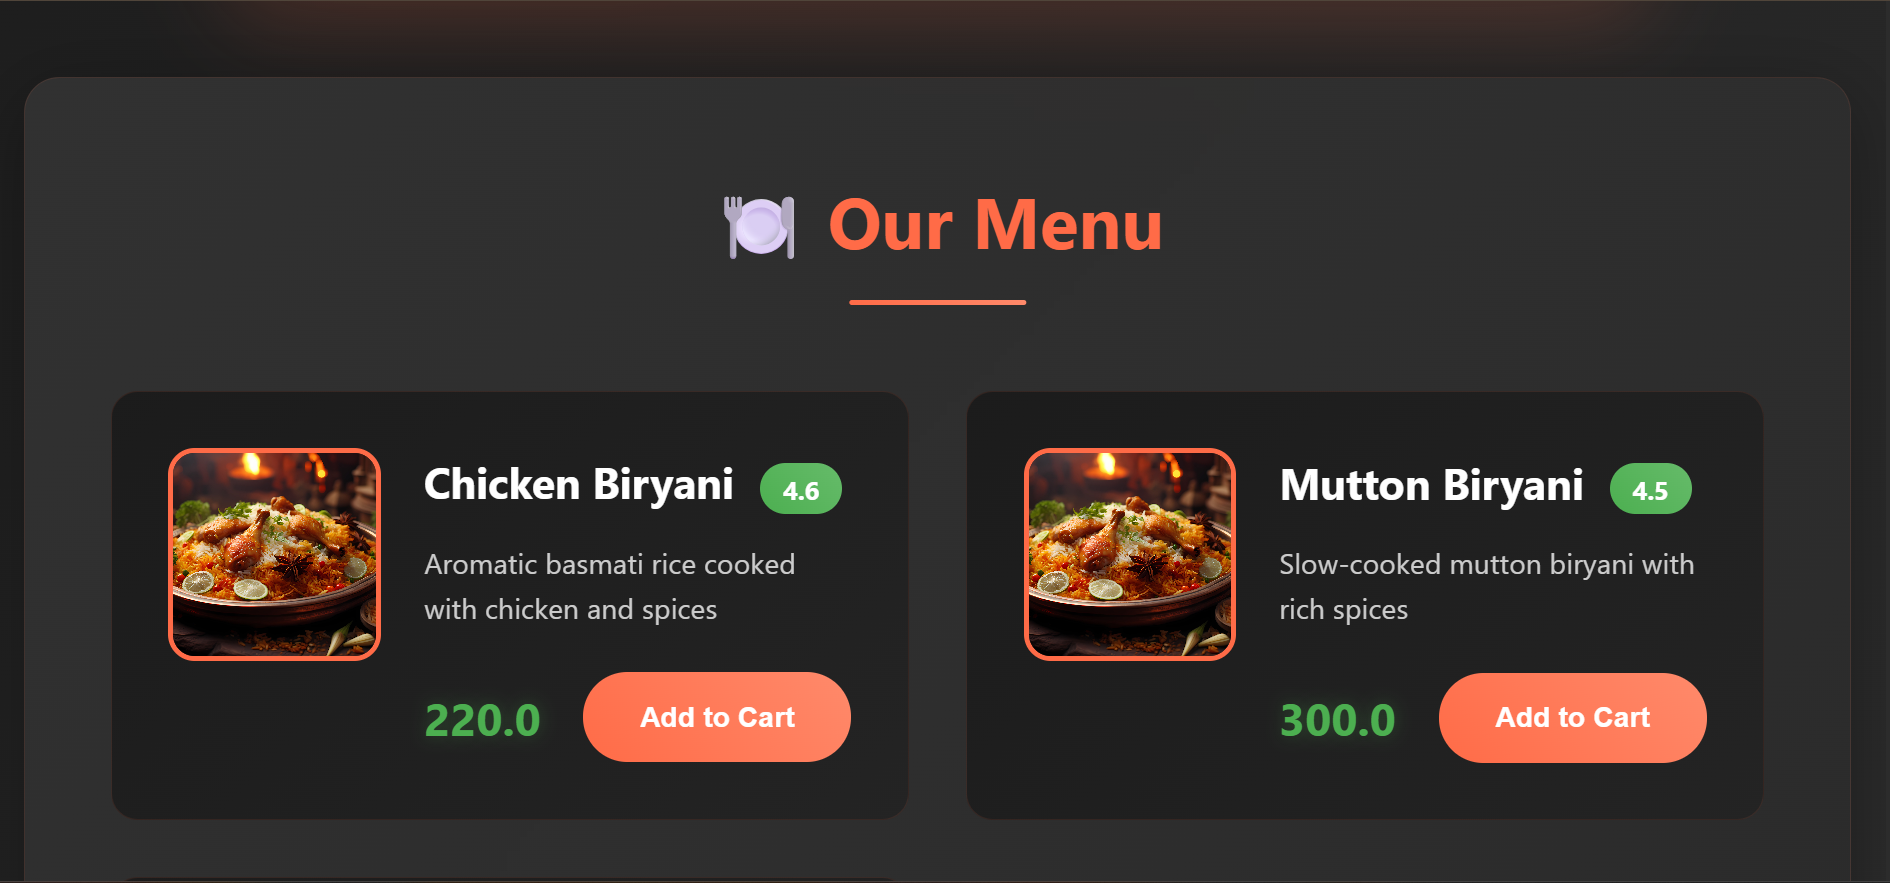 Our Menu
Chicken Biryani 4.6
Aromatic basmati rice cooked
with chicken and spices
220.0 Add to Cart
Mutton Biryani 4.5
Slow-cooked mutton biryani with
rich spices
300.0 Add to Cart